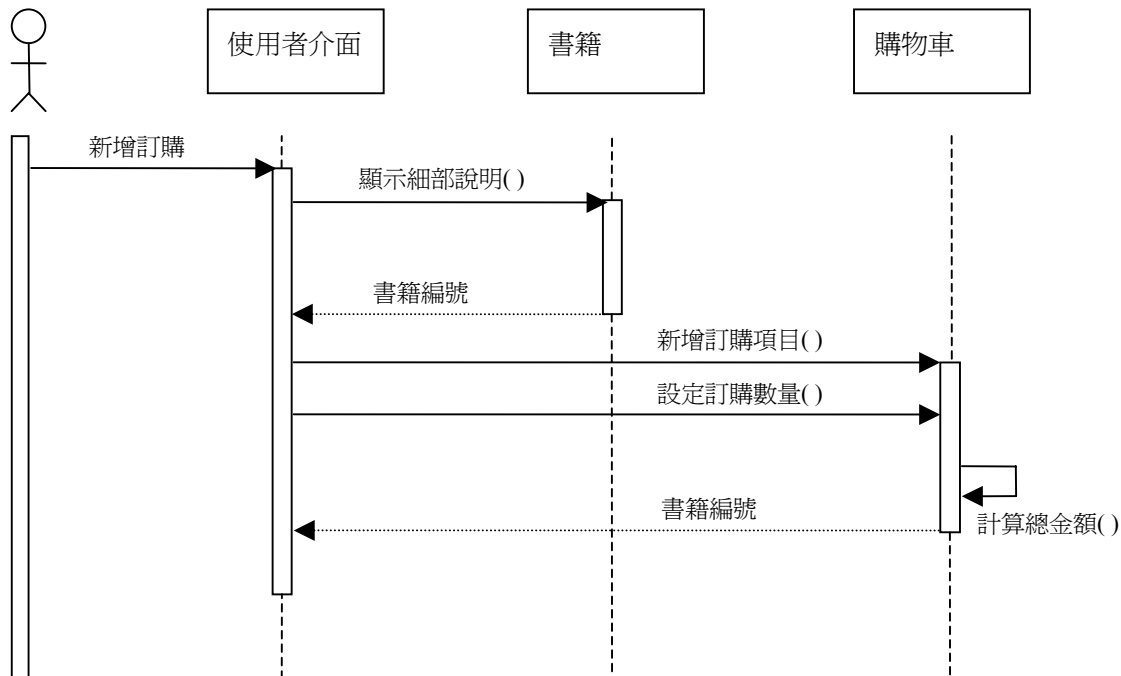 使用者介面
書籍
購物車
新增訂購
顯示細部說明( )
書籍編號
新增訂購項目( )
設定訂購數量( )
書籍編號
計算總金額( )